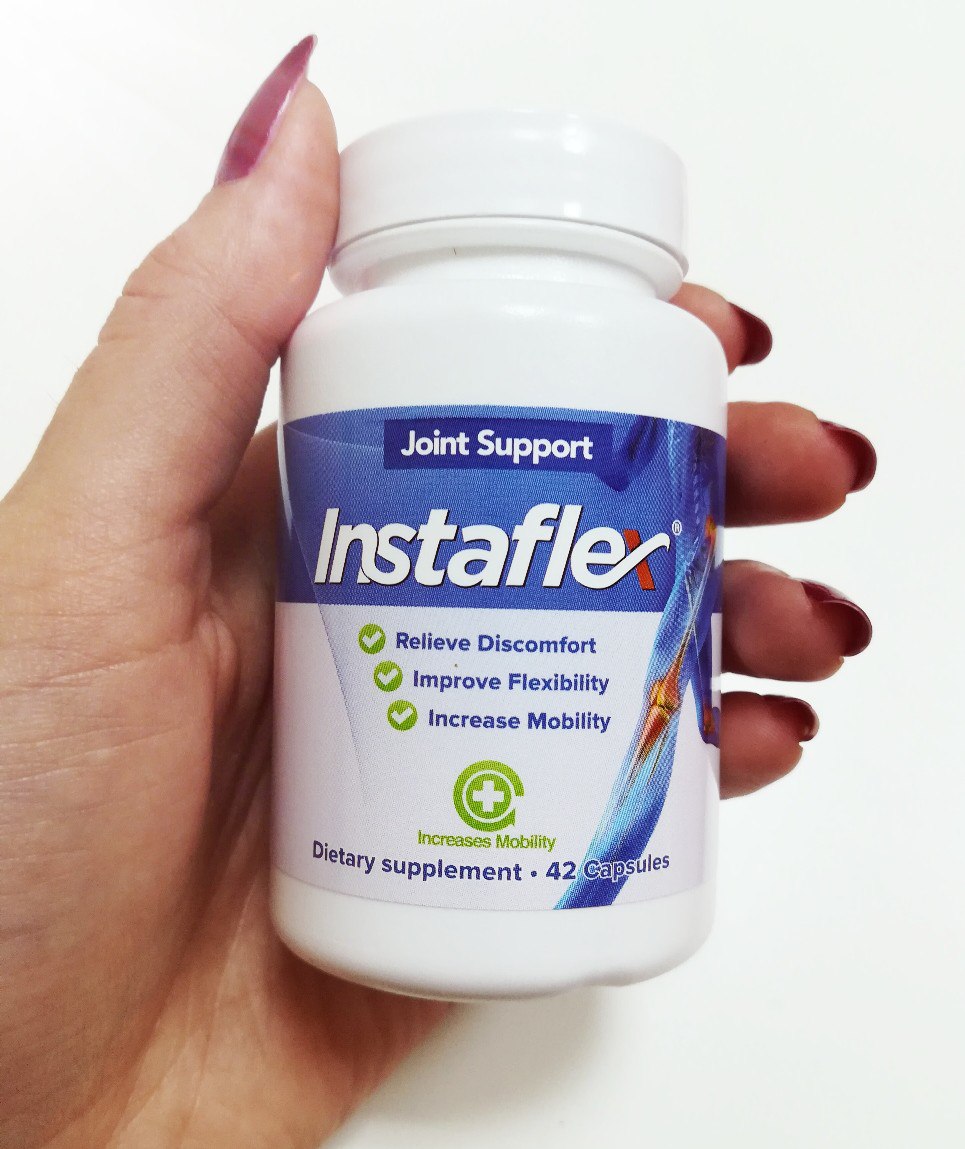 Joint Support
Instaflex®
Relieve Discomfort
Improve Flexibility
Increase Mobility
Increases Mobility
Dietary supplement • 42 Capsules